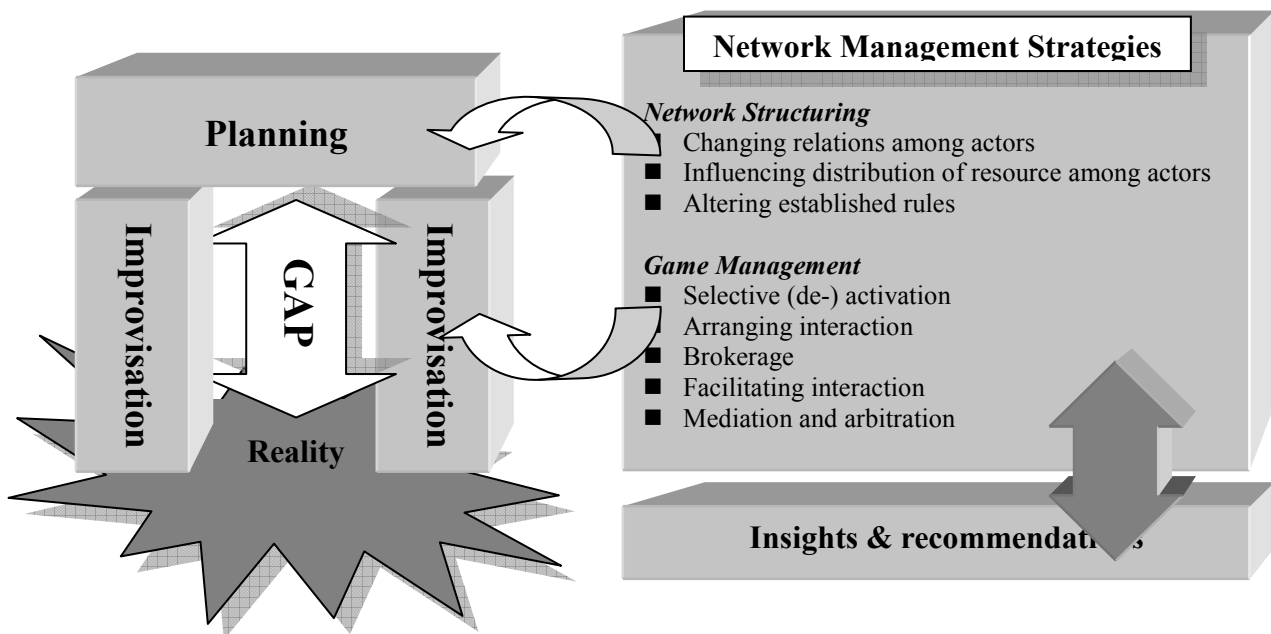 Network Management Strategies
Planning
Improvisation
GAP
Improvisation
Reality
Network Structuring
■ Changing relations among actors
■ Influencing distribution of resource among actors
■ Altering established rules
Game Management
■ Selective (de-) activation
■ Arranging interaction
■ Brokerage
■ Facilitating interaction
■ Mediation and arbitration
Insights & recommendations